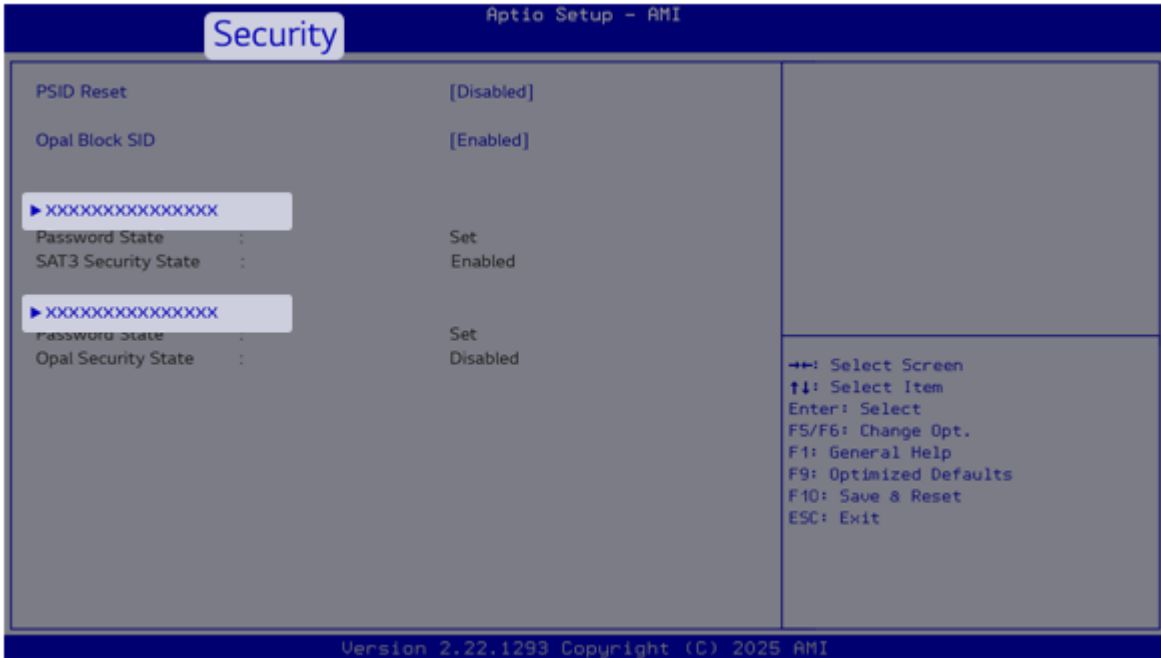 Aptio Setup - AMI
Security
PSID Reset [Disabled]
Opal Block SID [Enabled]
►XXXXXXXXXXXXXXX
Password State : Set
SAT3 Security State : Enabled
►XXXXXXXXXXXXXXX
Password State : Set
Opal Security State : Disabled
→←: Select Screen
↑↓: Select Item
Enter: Select
F5/F6: Change Opt.
F1: General Help
F9: Optimized Defaults
F10: Save & Reset
ESC: Exit
Version 2.22.1293 Copyright (C) 2025 AMI